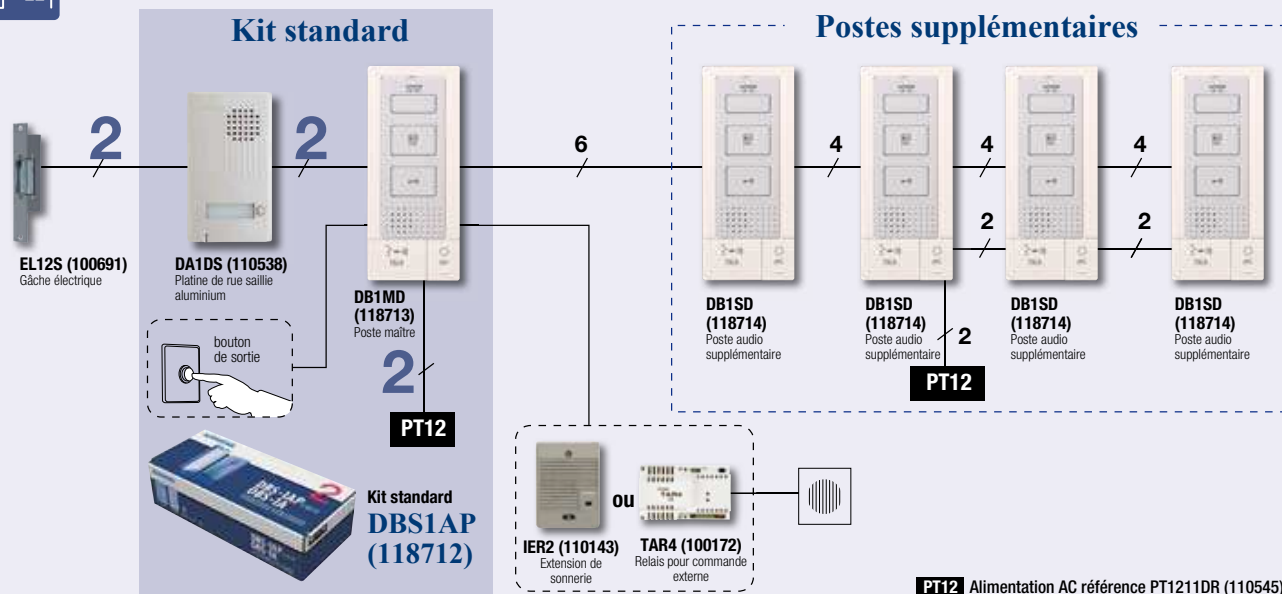 Kit standard
Postes supplémentaires
2
2
6
4
4
4
2
2
EL12S (100691)
Gâche électrique
DA1DS (110538)
Platine de rue saillie
aluminium
DB1MD
(118713)
Poste maître
DB1SD
(118714)
Poste audio
supplémentaire
DB1SD
(118714)
Poste audio
supplémentaire
DB1SD
(118714)
Poste audio
supplémentaire
DB1SD
(118714)
Poste audio
supplémentaire
2
PT12
bouton
de sortie
2
PT12
Kit standard
DBS1AP
(118712)
ou
IER2 (110143)
Extension de
sonnerie
TAR4 (100172)
Relais pour commande
externe
PT12 Alimentation AC référence PT1211DR (110545)